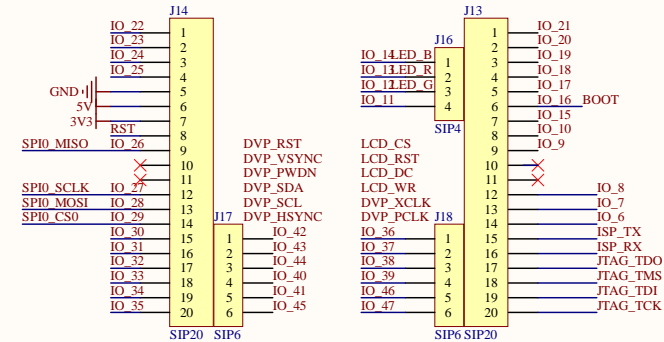 J14
IO_22 1
IO_23 2
IO_24 3
IO_25 4
GND 5
5V 6
3V3 7
RST 8
SPI0_MISO IO_26 9
10
11
SPI0_SCLK IO_27 12
SPI0_MOSI IO_28 13
SPI0_CS0 IO_29 14
IO_30 15
IO_31 16
IO_32 17
IO_33 18
IO_34 19
IO_35 20
SIP20
DVP_RST
DVP_VSYNC
DVP_PWDN
DVP_SDA
DVP_SCL
DVP_HSYNC
J17
1 IO_42
2 IO_43
3 IO_44
4 IO_40
5 IO_41
6 IO_45
SIP6
J16
IO_14 LED_B 1
IO_13 LED_R 2
IO_12 LED_G 3
IO_11 4
SIP4
LCD_CS
LCD_RST
LCD_DC
LCD_WR
DVP_XCLK
DVP_PCLK
J18
IO_36 1
IO_37 2
IO_38 3
IO_39 4
IO_46 5
IO_47 6
SIP6
J13
1 IO_21
2 IO_20
3 IO_19
4 IO_18
5 IO_17
6 IO_16 BOOT
7 IO_15
8 IO_10
9 IO_9
10
11
12 IO_8
13 IO_7
14 IO_6
15 ISP_TX
16 ISP_RX
17 JTAG_TDO
18 JTAG_TMS
19 JTAG_TDI
20 JTAG_TCK
SIP20